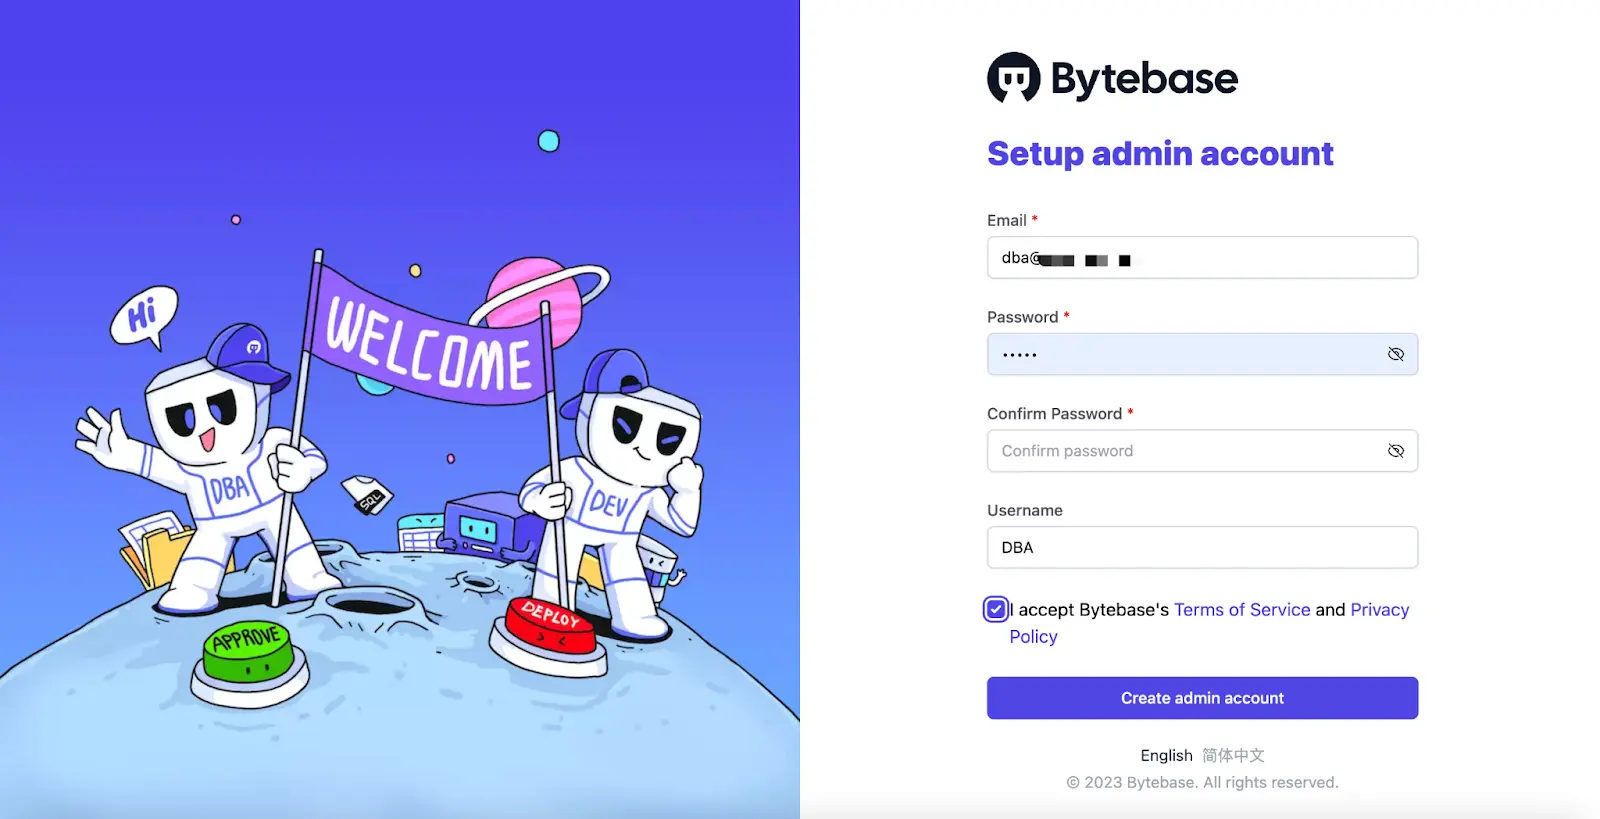 Hi
WELCOME
DBA
SQL
DEV
APPROVE
DEPLOY
Bytebase
Setup admin account
Email *
dba@
Password *
•••••
Confirm Password *
Confirm password
Username
DBA
I accept Bytebase's Terms of Service and Privacy
Policy
Create admin account
English 简体中文
© 2023 Bytebase. All rights reserved.